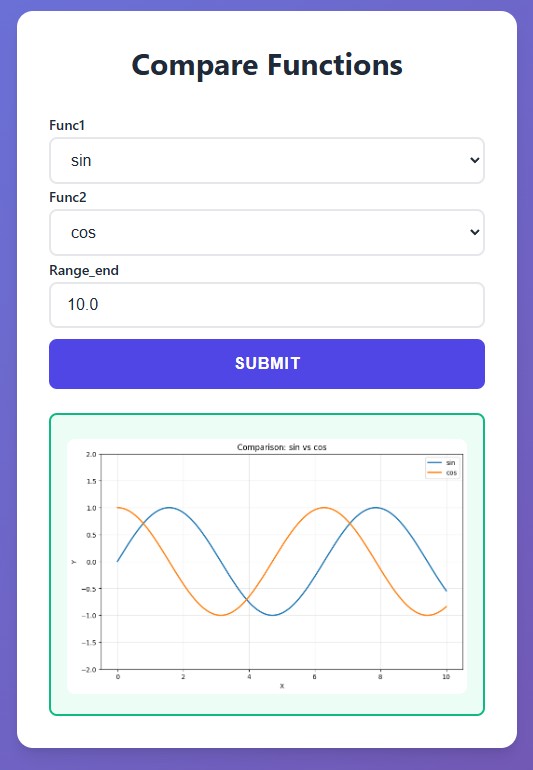 Compare Functions
Func1
sin
Func2
cos
Range_end
10.0
SUBMIT
Comparison: sin vs cos
sin
cos
2.0
1.5
1.0
0.5
0.0
−0.5
−1.0
−1.5
−2.0
Y
0 2 4 6 8 10
X